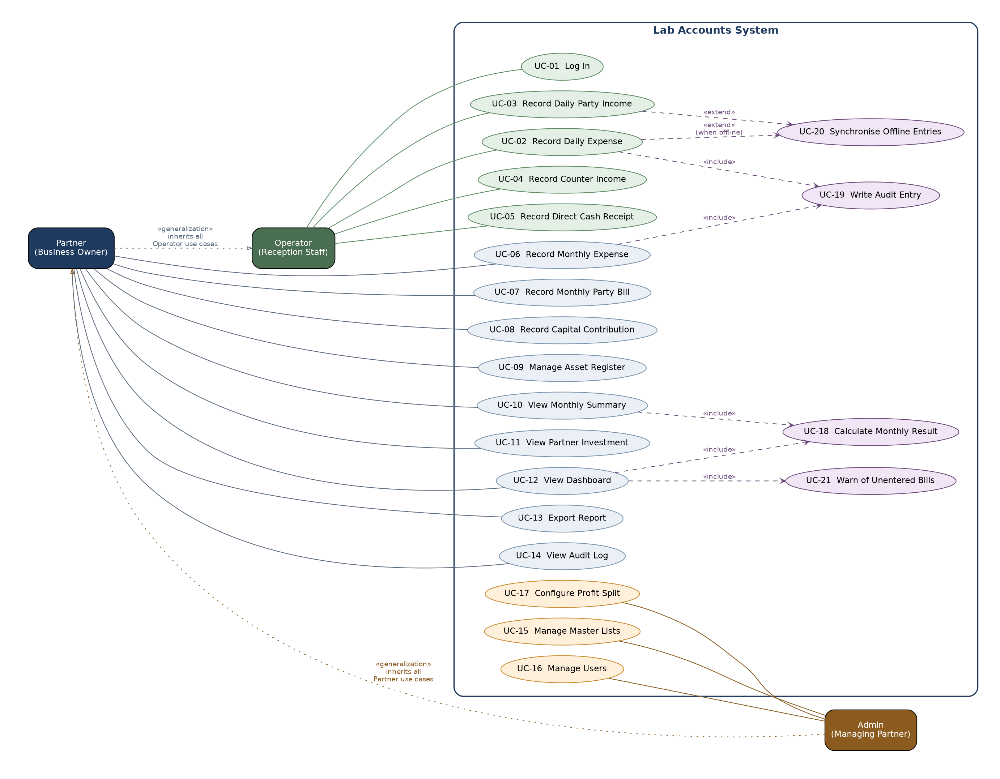 Lab Accounts System
UC-01  Log In
UC-03  Record Daily Party Income
«extend»
«extend»
(when offline)
UC-20  Synchronise Offline Entries
UC-02  Record Daily Expense
«include»
UC-04  Record Counter Income
UC-19  Write Audit Entry
UC-05  Record Direct Cash Receipt
«include»
«generalization»
inherits all
Operator use cases
Partner
(Business Owner)
Operator
(Reception Staff)
UC-06  Record Monthly Expense
UC-07  Record Monthly Party Bill
UC-08  Record Capital Contribution
UC-09  Manage Asset Register
UC-10  View Monthly Summary
«include»
UC-18  Calculate Monthly Result
UC-11  View Partner Investment
«include»
UC-12  View Dashboard
«include»
UC-21  Warn of Unentered Bills
UC-13  Export Report
UC-14  View Audit Log
UC-17  Configure Profit Split
UC-15  Manage Master Lists
UC-16  Manage Users
«generalization»
inherits all
Partner use cases
Admin
(Managing Partner)